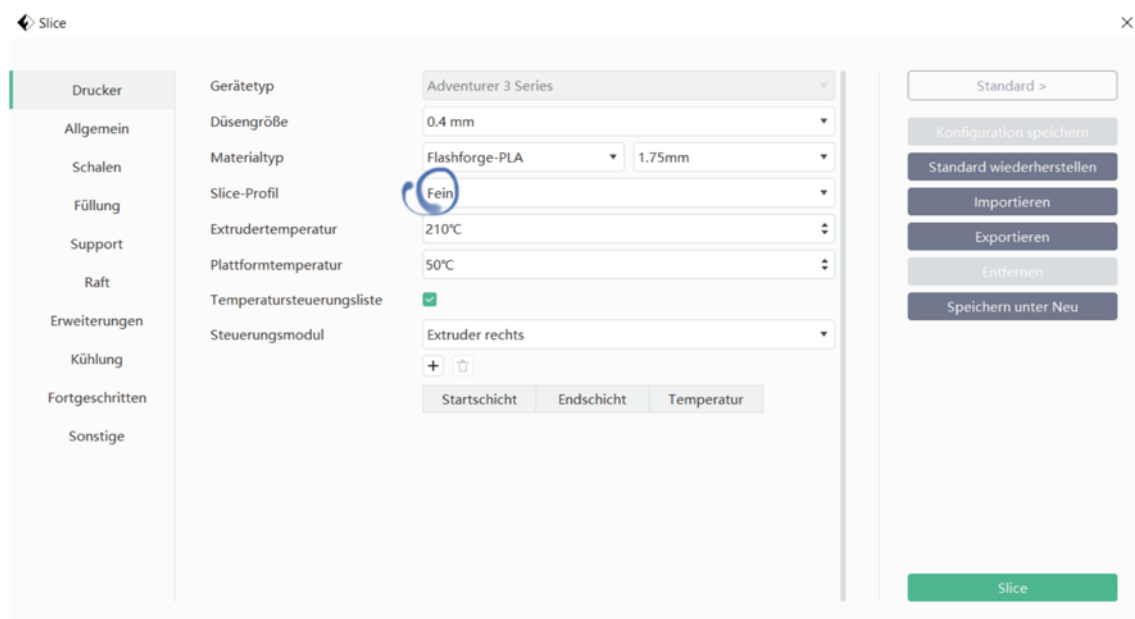 Slice
Drucker
Allgemein
Schalen
Füllung
Support
Raft
Erweiterungen
Kühlung
Fortgeschritten
Sonstige
Gerätetyp Adventurer 3 Series
Düsengröße 0.4 mm
Materialtyp Flashforge-PLA 1.75mm
Slice-Profil Fein
Extrudertemperatur 210℃
Plattformtemperatur 50℃
Temperatursteuerungsliste
Steuerungsmodul Extruder rechts
Startschicht Endschicht Temperatur
Standard >
Konfiguration speichern
Standard wiederherstellen
Importieren
Exportieren
Entfernen
Speichern unter Neu
Slice